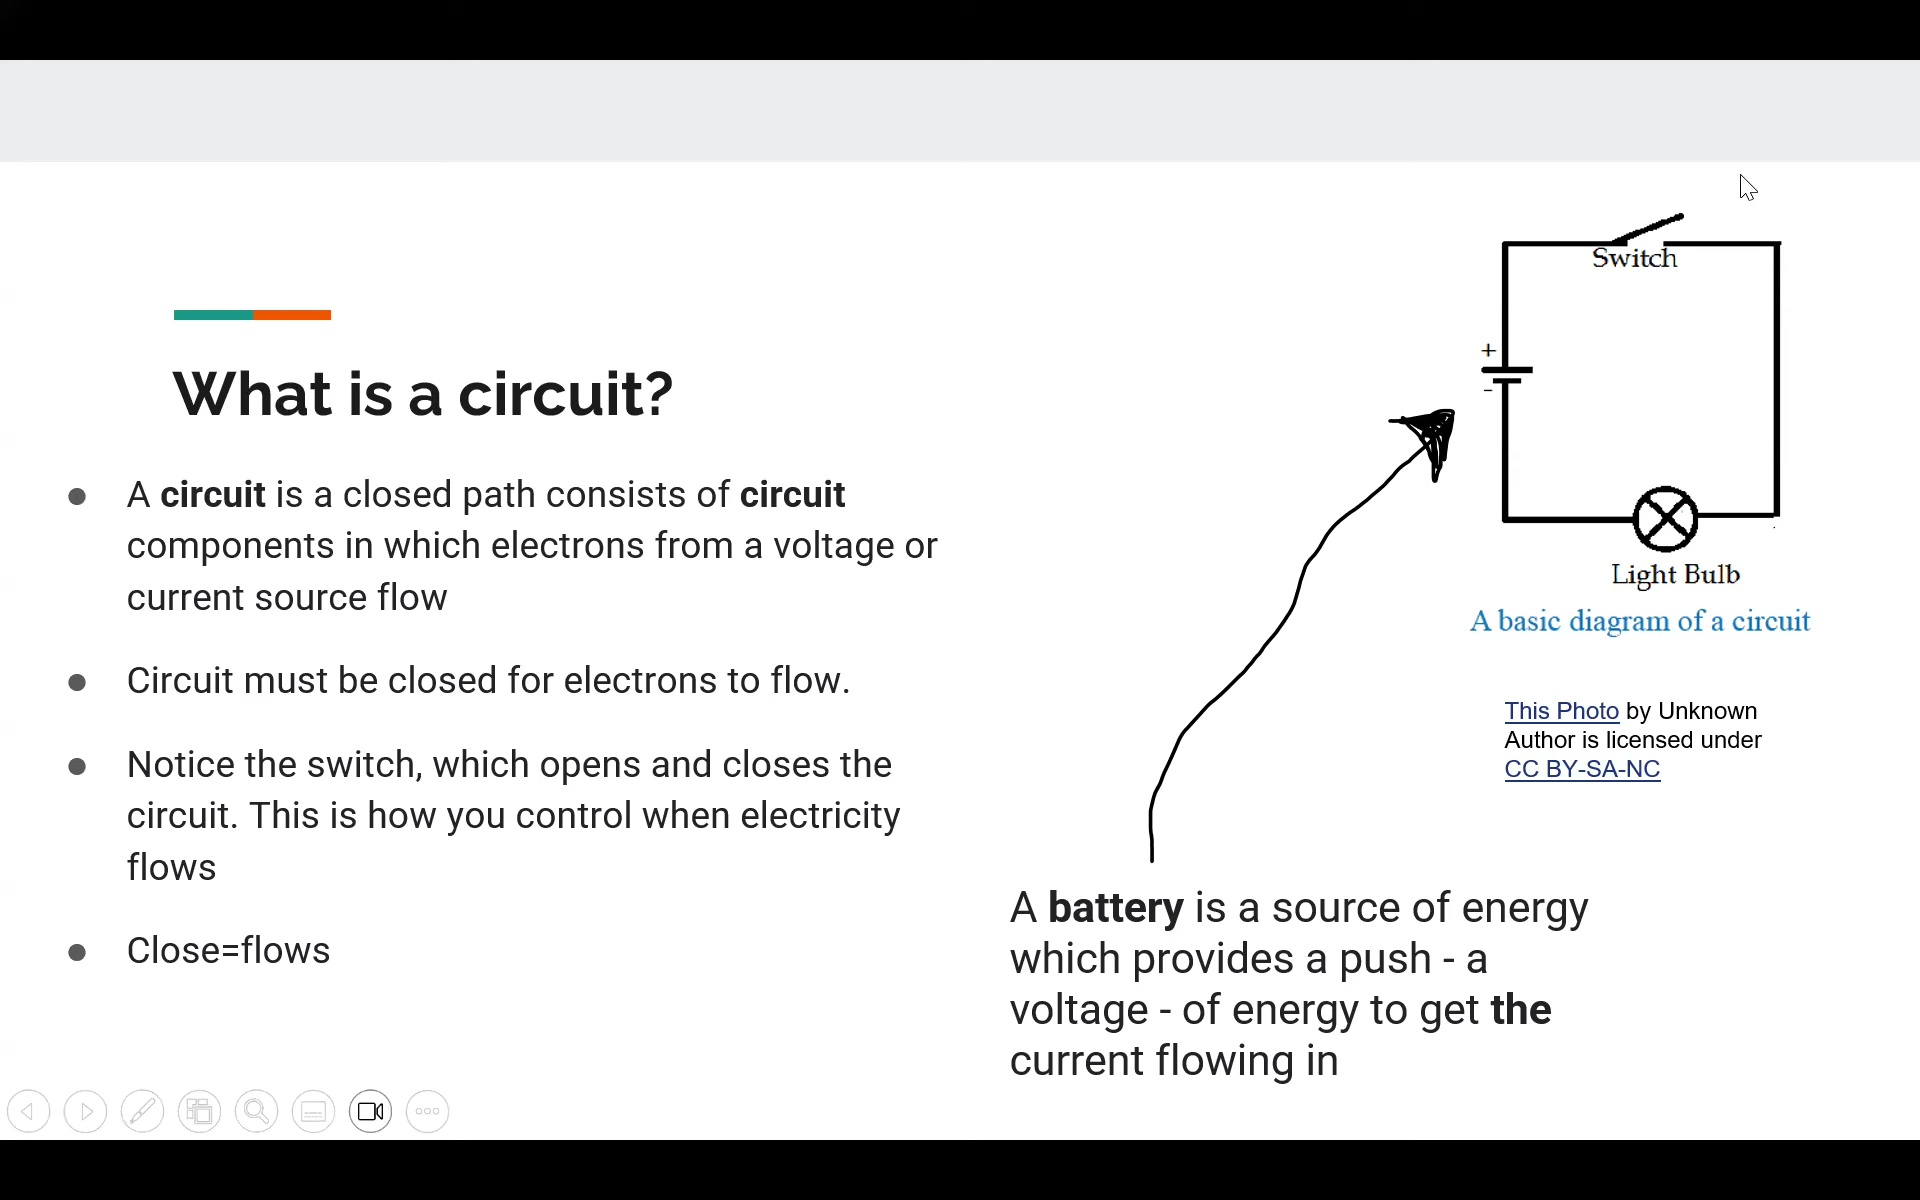 What is a circuit?
● A circuit is a closed path consists of circuit
components in which electrons from a voltage or
current source flow
● Circuit must be closed for electrons to flow.
● Notice the switch, which opens and closes the
circuit. This is how you control when electricity
flows
● Close=flows
Switch
+
-
Light Bulb
A basic diagram of a circuit
This Photo by Unknown
Author is licensed under
CC BY-SA-NC
A battery is a source of energy
which provides a push - a
voltage - of energy to get the
current flowing in